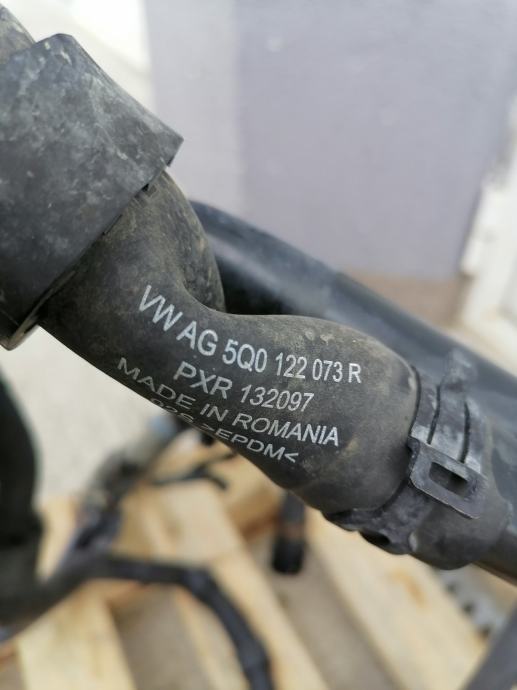 VW AG 5Q0 122 073 R
PXR 132097
MADE IN ROMANIA
>EPDM<